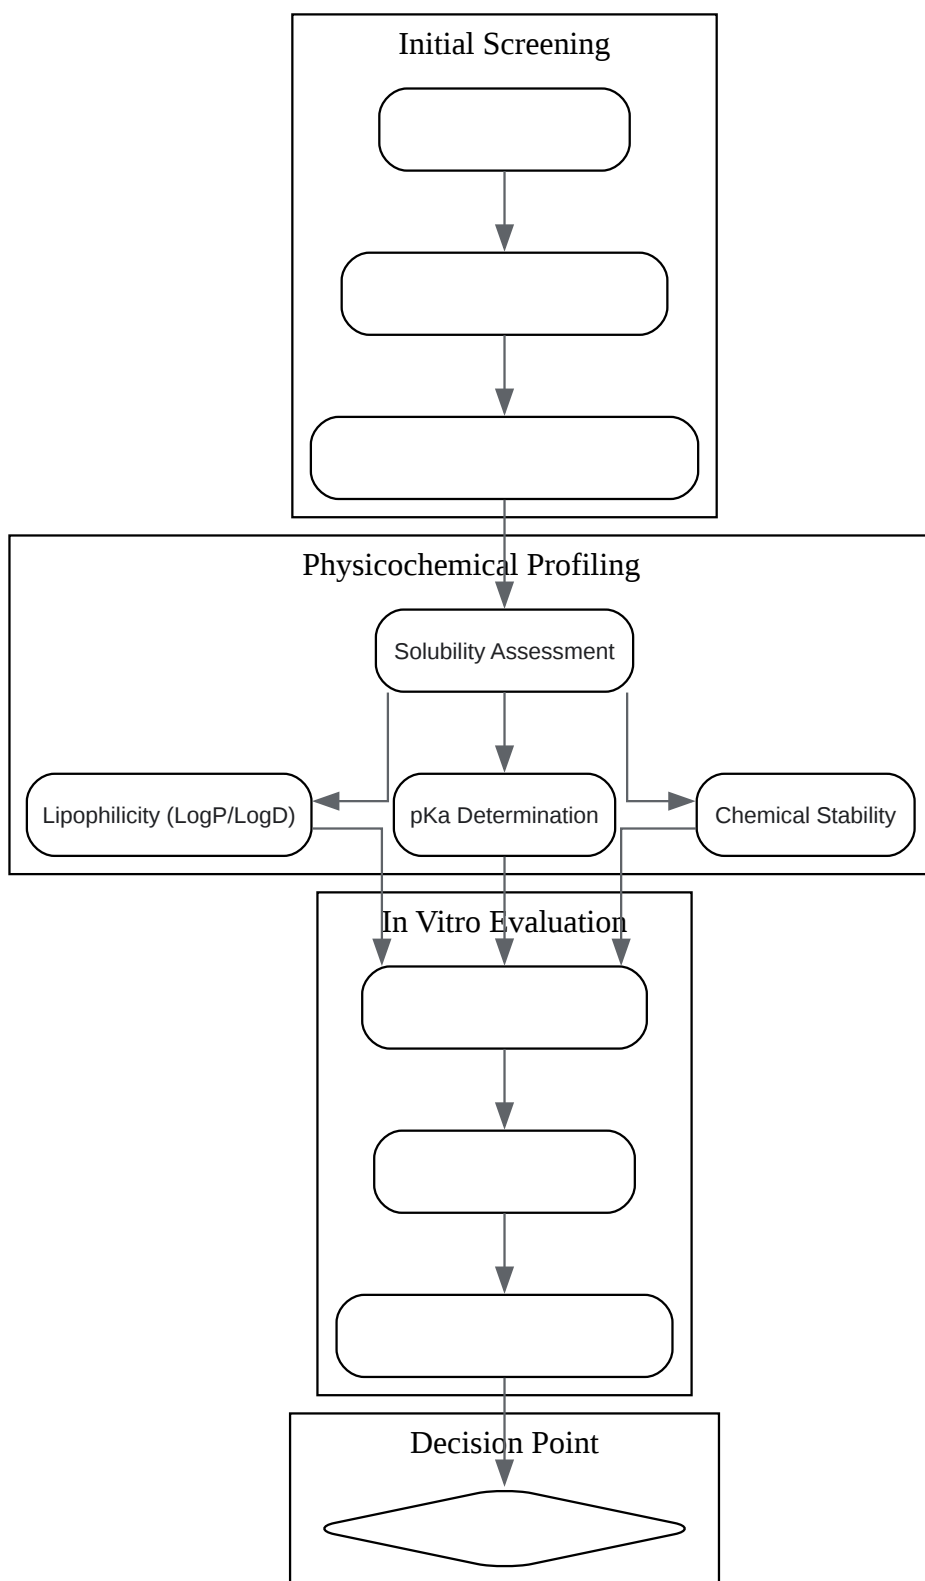 Initial Screening
Physicochemical Profiling
Solubility Assessment
Lipophilicity (LogP/LogD)
pKa Determination
Chemical Stability
In Vitro Evaluation
Decision Point